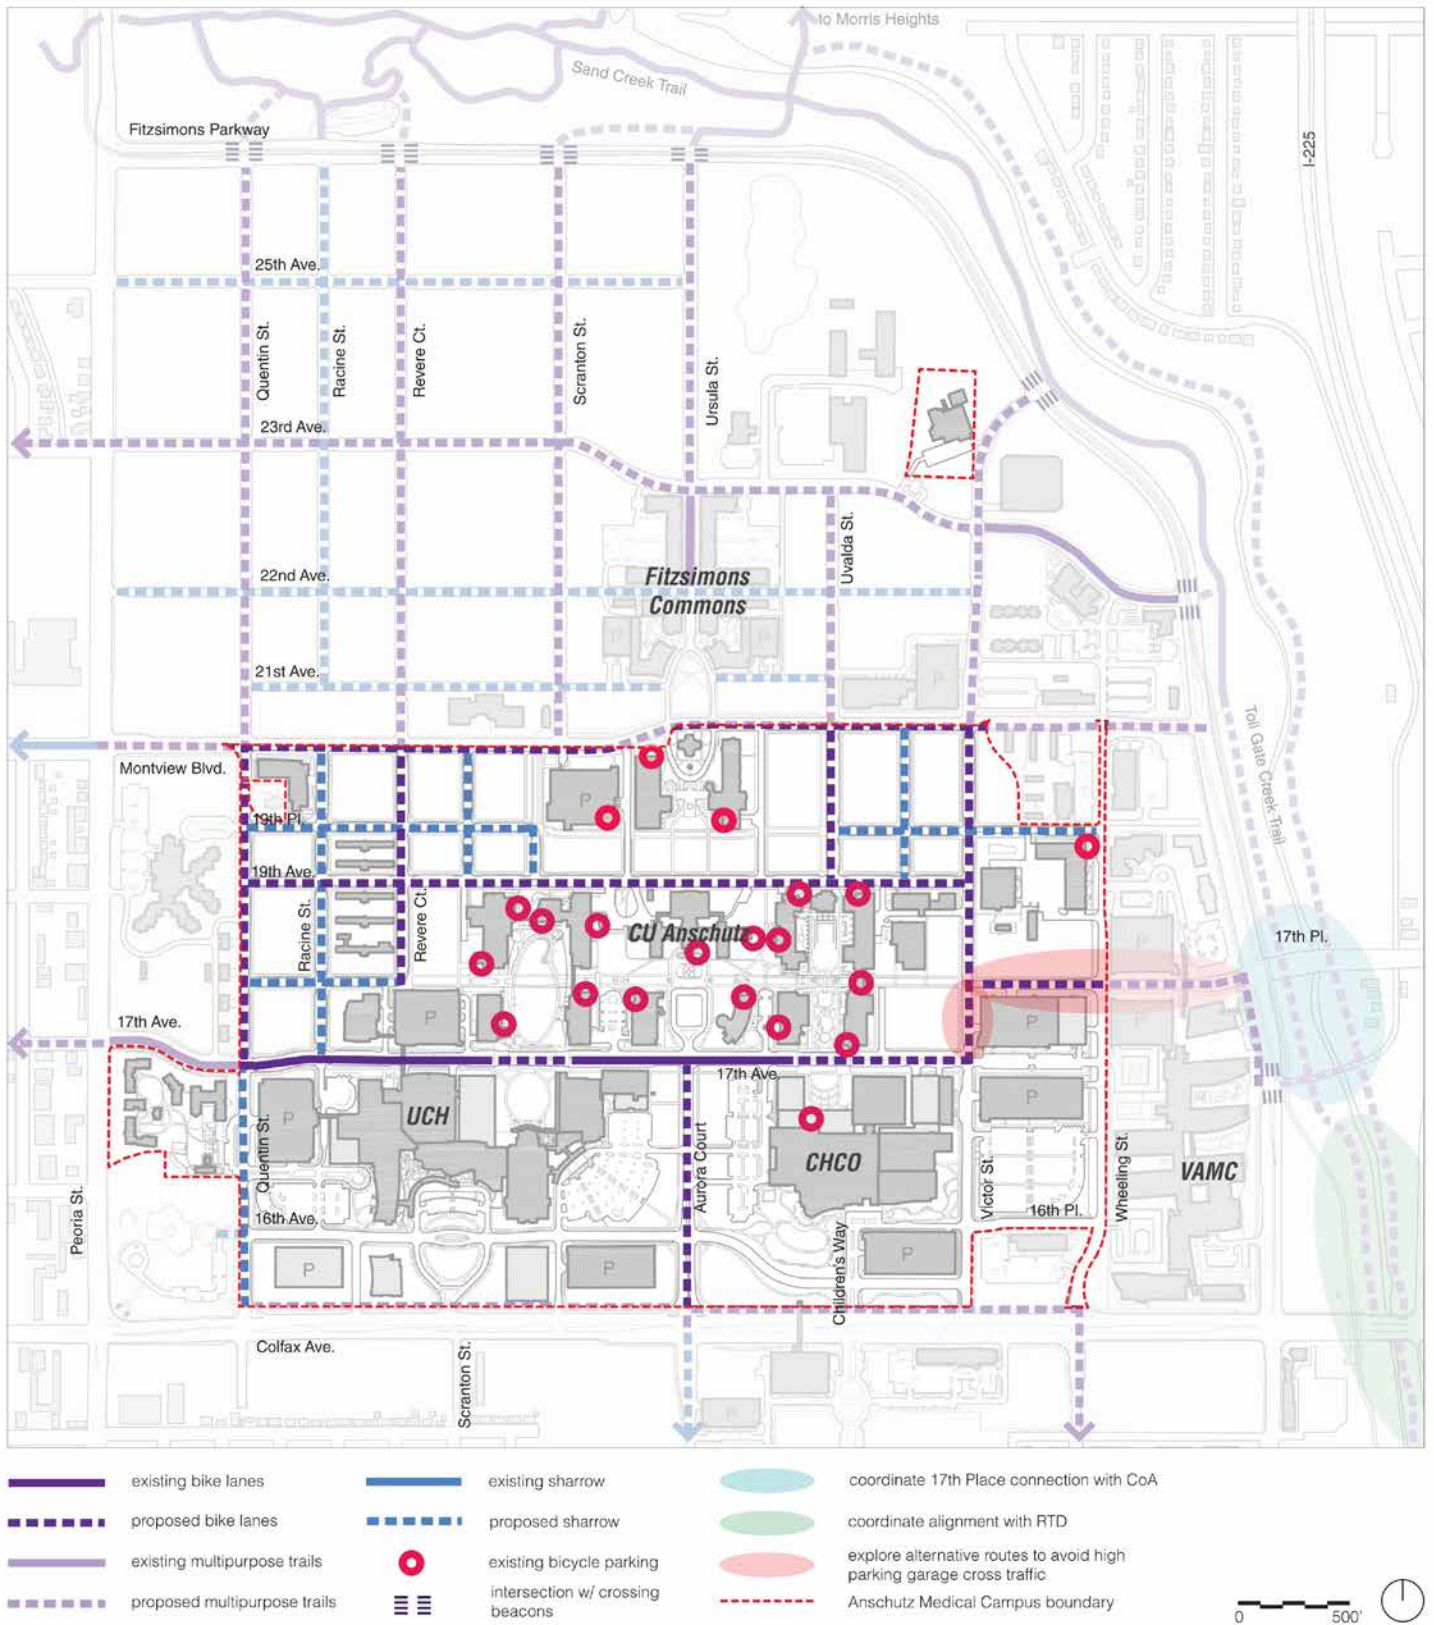 to Morris Heights
Sand Creek Trail
Fitzsimons Parkway
I-225
25th Ave.
Quentin St.
Racine St.
Revere Ct.
Scranton St.
Ursula St.
23rd Ave.
Uvalda St.
22nd Ave.
Fitzsimons
Commons
P
P
21st Ave.
P
Toll Gate Creek Trail
Montview Blvd.
P
19th Pl.
19th Ave.
Racine St.
Revere Ct.
CU Anschutz
17th Pl.
17th Ave.
P
P
17th Ave.
P
UCH
P
Quentin St.
Aurora Court
CHCO
Victor St.
Wheeling St.
VAMC
Peoria St.
16th Ave.
16th Pl.
Children's Way
P
P
P
Colfax Ave.
Scranton St.
P
existing bike lanes
existing sharrow
coordinate 17th Place connection with CoA
proposed bike lanes
proposed sharrow
coordinate alignment with RTD
existing multipurpose trails
existing bicycle parking
explore alternative routes to avoid high
parking garage cross traffic
proposed multipurpose trails
intersection w/ crossing
beacons
Anschutz Medical Campus boundary
0 500'